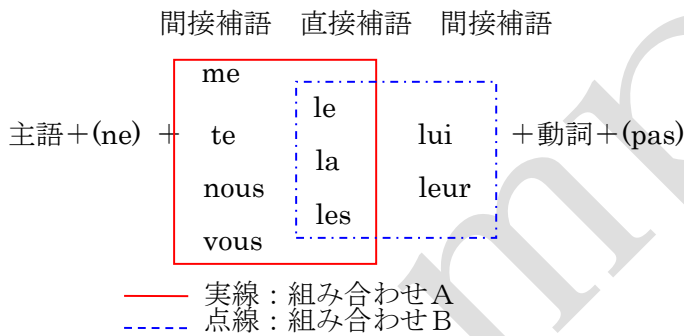 間接補語 直接補語 間接補語
me
le
主語＋(ne) ＋ te lui ＋動詞＋(pas)
la
nous leur
les
vous
実線：組み合わせA
点線：組み合わせB